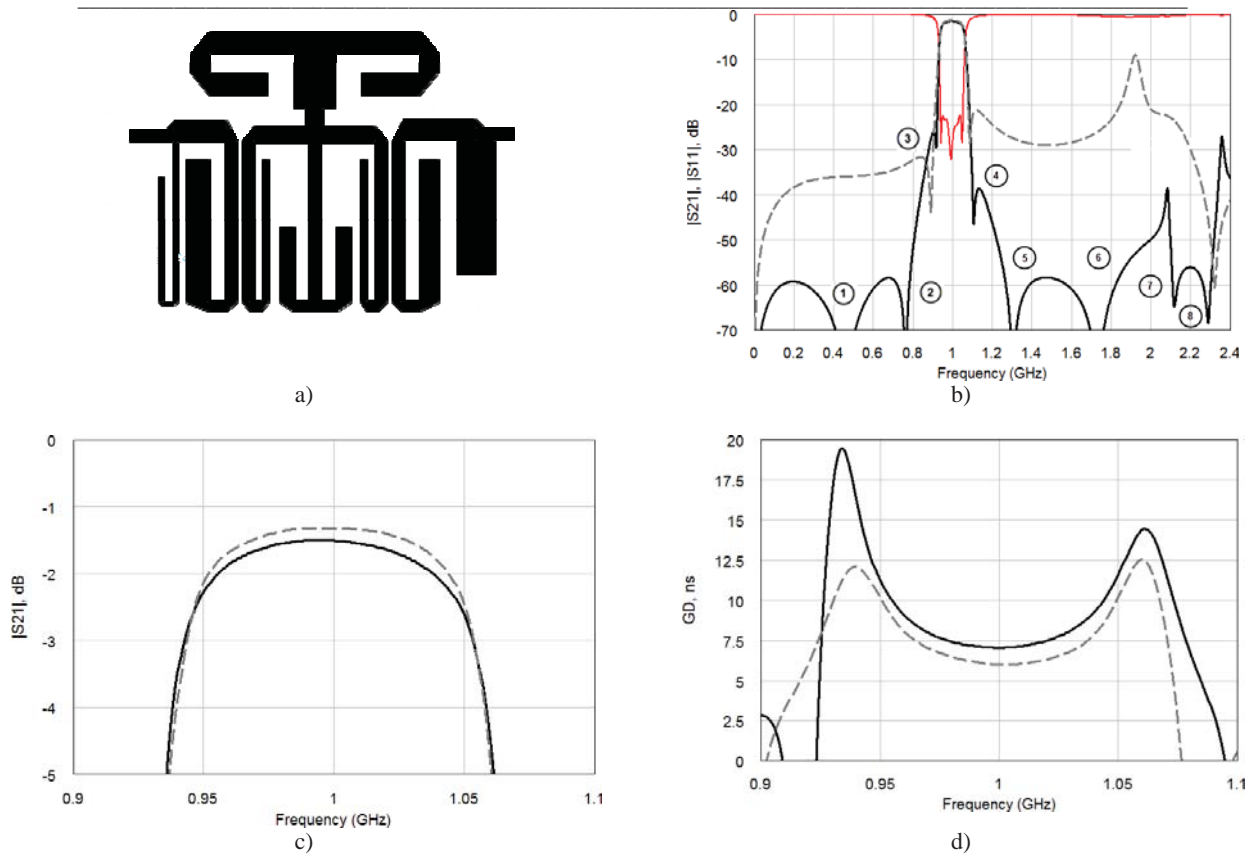 a)
|S21|, |S11|, dB
0
-10
-20
-30
-40
-50
-60
-70
3
4
5
6
1
2
7
8
0 0.2 0.4 0.6 0.8 1 1.2 1.4 1.6 1.8 2 2.2 2.4
Frequency (GHz)
b)
|S21|, dB
0
-1
-2
-3
-4
-5
0.9 0.95 1 1.05 1.1
Frequency (GHz)
c)
GD, ns
20
17.5
15
12.5
10
7.5
5
2.5
0
0.9 0.95 1 1.05 1.1
Frequency (GHz)
d)